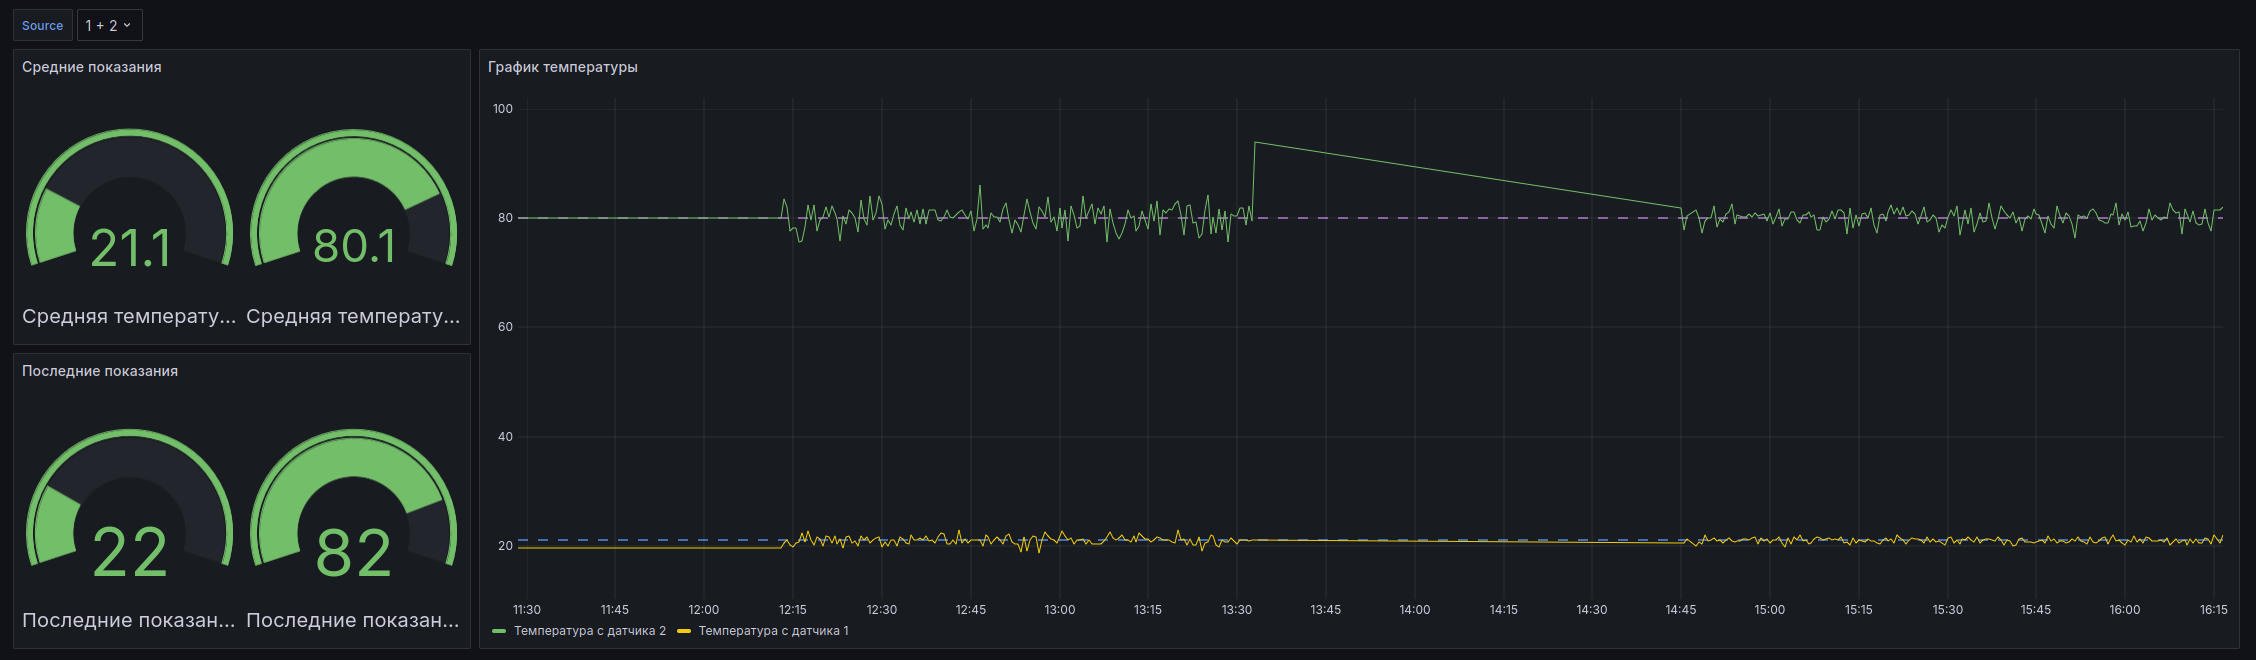 Source 1 + 2
Средние показания
21.1 80.1
Средняя температу... Средняя температу...
Последние показания
22 82
Последние показан... Последние показан...
График температуры
100
80
60
40
20
11:30 11:45 12:00 12:15 12:30 12:45 13:00 13:15 13:30 13:45 14:00 14:15 14:30 14:45 15:00 15:15 15:30 15:45 16:00 16:15
Температура с датчика 2 Температура с датчика 1